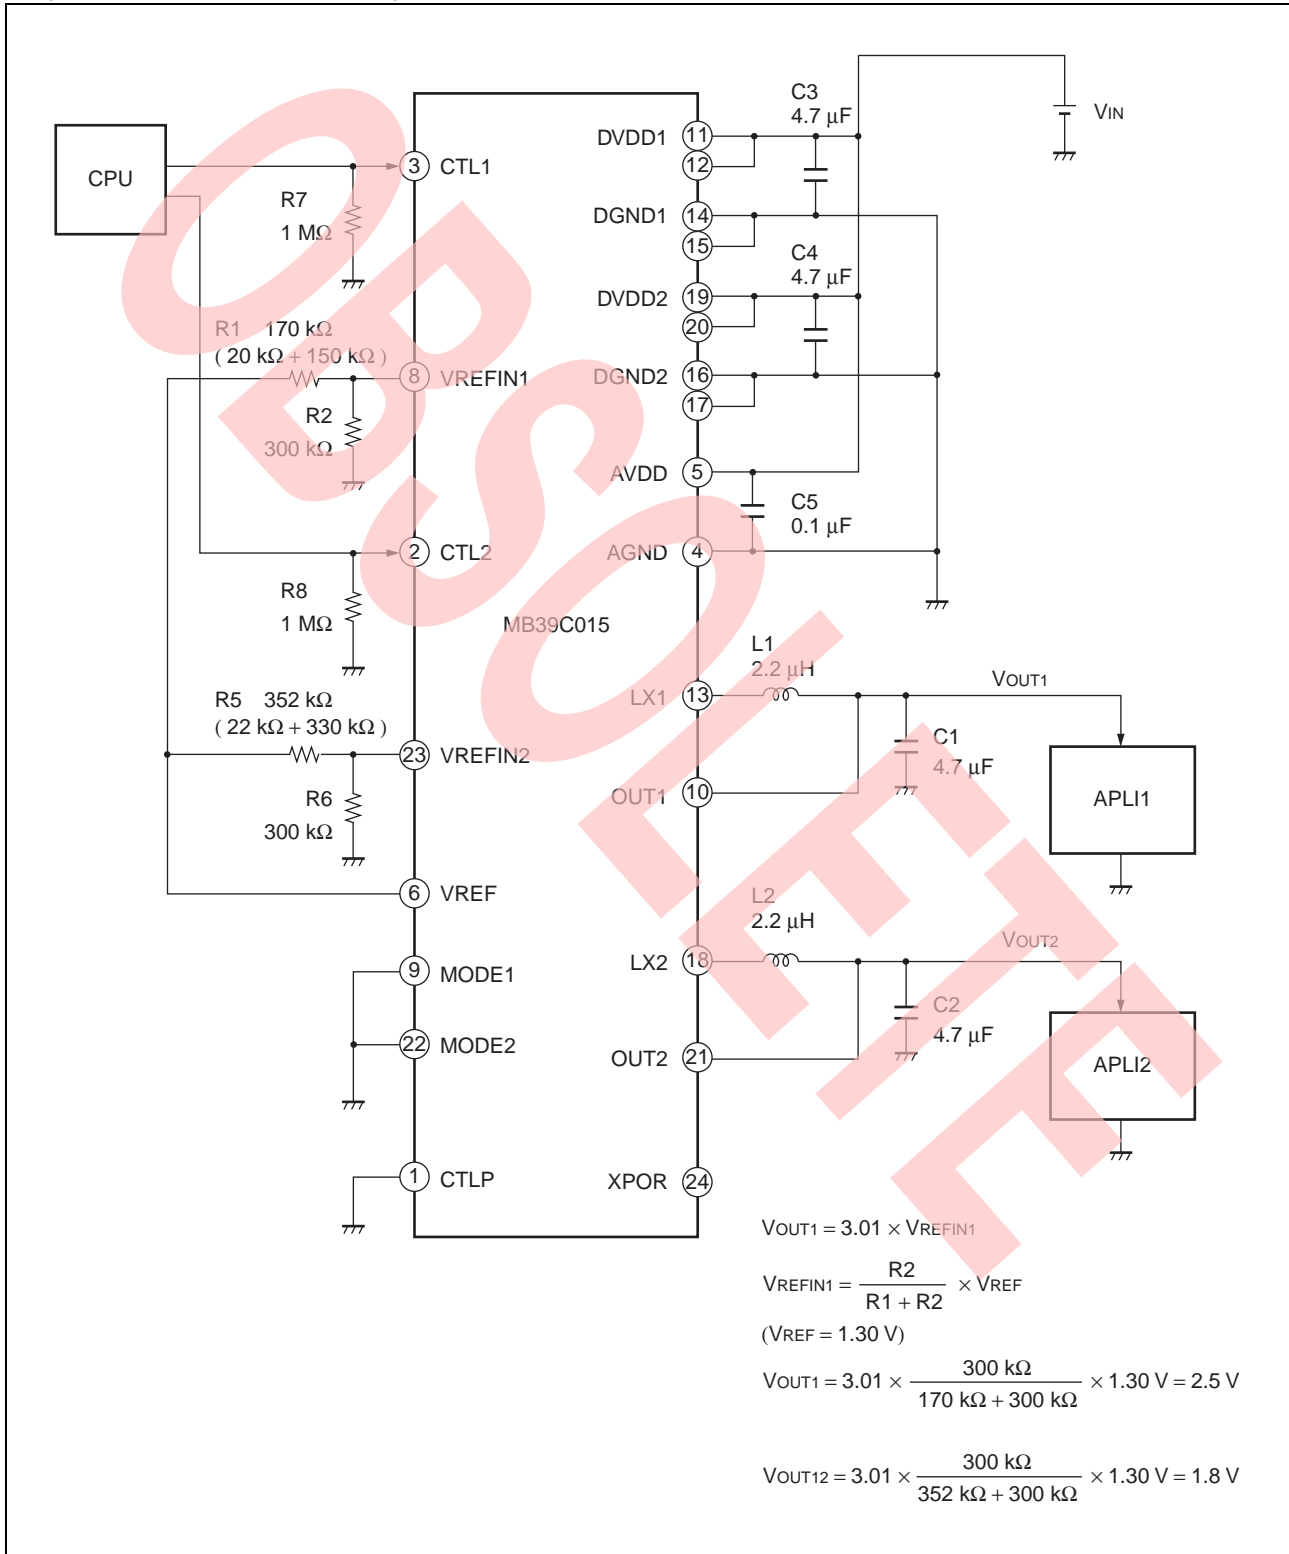 CPU
R7
1 MΩ
R1 170 kΩ
( 20 kΩ + 150 kΩ )
R2
300 kΩ
R8
1 MΩ
R5 352 kΩ
( 22 kΩ + 330 kΩ )
R6
300 kΩ
3 CTL1
8 VREFIN1
2 CTL2
MB39C015
23 VREFIN2
6 VREF
9 MODE1
22 MODE2
1 CTLP
DVDD1 11
12
DGND1 14
15
DVDD2 19
20
DGND2 16
17
AVDD 5
AGND 4
LX1 13
OUT1 10
LX2 18
OUT2 21
XPOR 24
C3
4.7 µF
VIN
C4
4.7 µF
C5
0.1 µF
L1
2.2 µH
VOUT1
C1
4.7 µF
APLI1
L2
2.2 µH
VOUT2
C2
4.7 µF
APLI2
VOUT1 = 3.01 × VREFIN1
VREFIN1 = R2 / R1 + R2 × VREF
(VREF = 1.30 V)
VOUT1 = 3.01 × 300 kΩ / 170 kΩ + 300 kΩ × 1.30 V = 2.5 V
VOUT12 = 3.01 × 300 kΩ / 352 kΩ + 300 kΩ × 1.30 V = 1.8 V
OBSOLETE